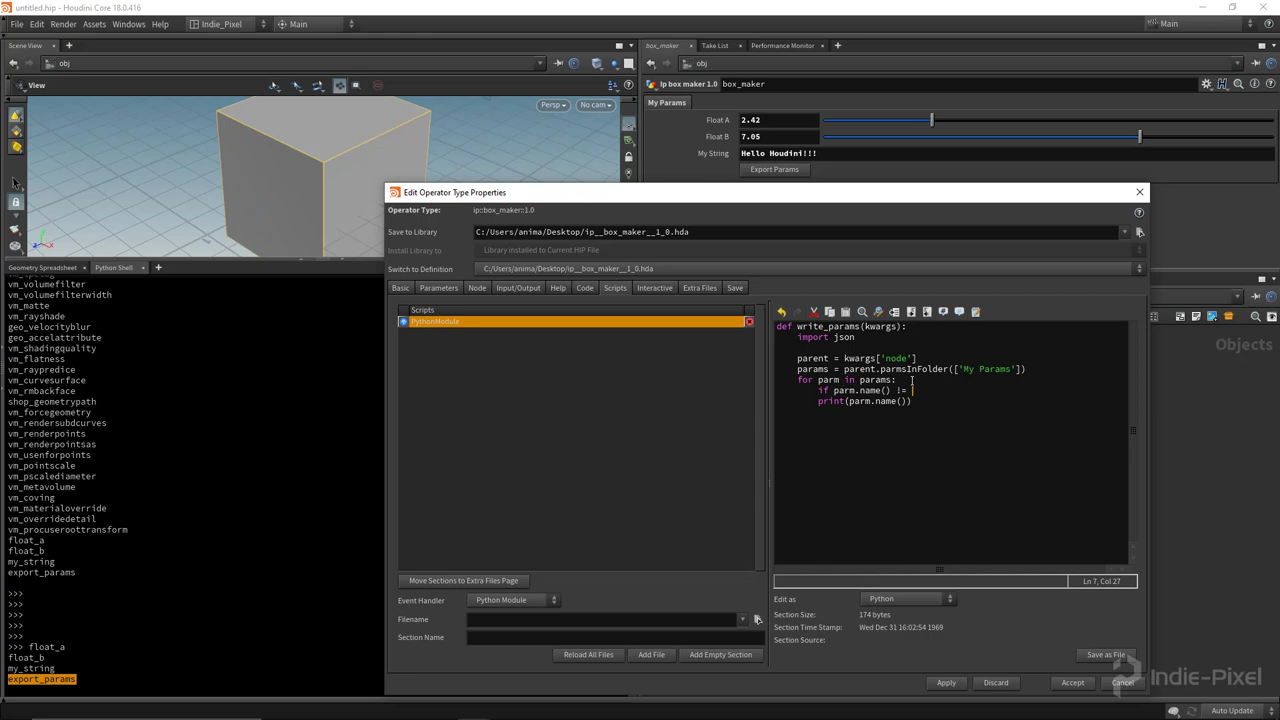 untitled.hip - Houdini Core 18.0.416
File Edit Render Assets Windows Help Indie_Pixel Main Main
Scene View box_maker Take List Performance Monitor
obj obj
View Ip box maker 1.0 box_maker
Persp No cam My Params
Float A 2.42
Float B 7.05
My String Hello Houdini!!!
Export Params
Edit Operator Type Properties
Operator Type: ip::box_maker::1.0
Save to Library C:/Users/anima/Desktop/ip__box_maker__1_0.hda
Install Library to Library installed to Current HIP File
Switch to Definition C:/Users/anima/Desktop/ip__box_maker__1_0.hda
Basic Parameters Node Input/Output Help Code Scripts Interactive Extra Files Save
Scripts
PythonModule
def write_params(kwargs):
import json
parent = kwargs['node']
params = parent.parmsInFolder(['My Params'])
for parm in params:
if parm.name() !=
print(parm.name())
Ln 7, Col 27
Move Sections to Extra Files Page
Event Handler Python Module
Filename
Section Name
Reload All Files Add File Add Empty Section
Edit as Python
Section Size: 174 bytes
Section Time Stamp: Wed Dec 31 16:02:54 1969
Section Source:
Save as File
Apply Discard Accept Cancel
Geometry Spreadsheet Python Shell
vm_volumefilter
vm_volumefilterwidth
vm_matte
vm_rayshade
geo_velocityblur
geo_accelattribute
vm_shadingquality
vm_flatness
vm_raypredice
vm_curvesurface
vm_rmbackface
shop_geometrypath
vm_forcegeometry
vm_rendersubdcurves
vm_renderpoints
vm_renderpointsas
vm_usenforpoints
vm_pointscale
vm_pscalediameter
vm_metavolume
vm_coving
vm_materialoverride
vm_overridedetail
vm_procuseroottransform
float_a
float_b
my_string
export_params
>>>
>>>
>>>
>>>
>>>
>>> float_a
float_b
my_string
export_params
Objects
Indie-Pixel
Auto Update